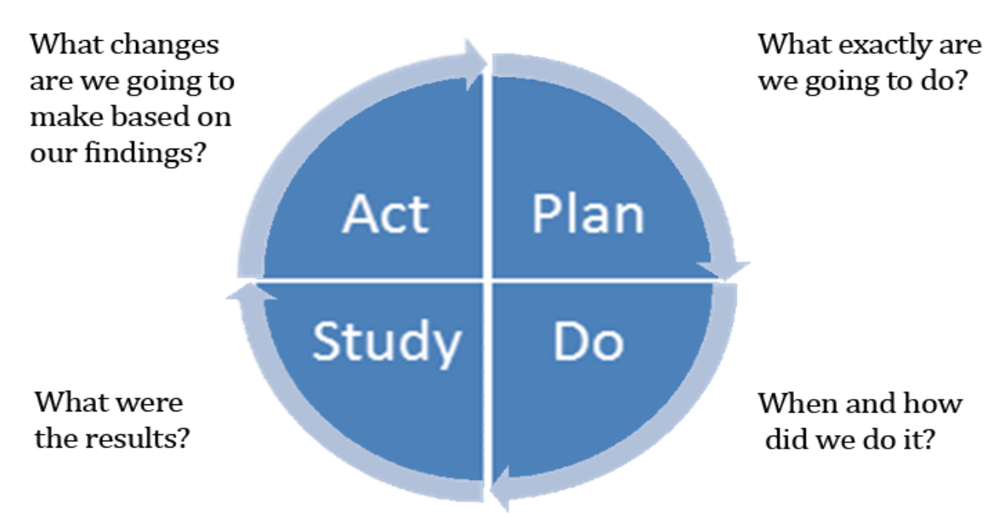 What changes
are we going to
make based on
our findings?
What exactly are
we going to do?
Act
Plan
Study
Do
What were
the results?
When and how
did we do it?